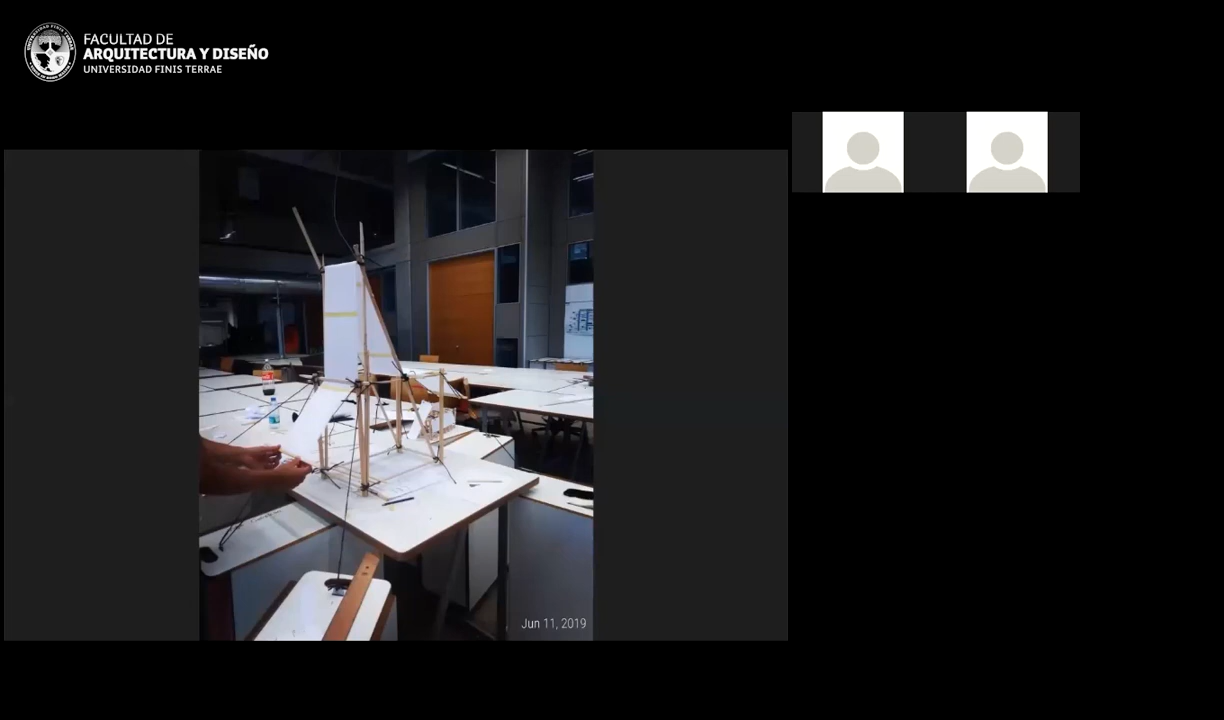 FACULTAD DE
ARQUITECTURA Y DISEÑO
UNIVERSIDAD FINIS TERRAE
Jun 11, 2019